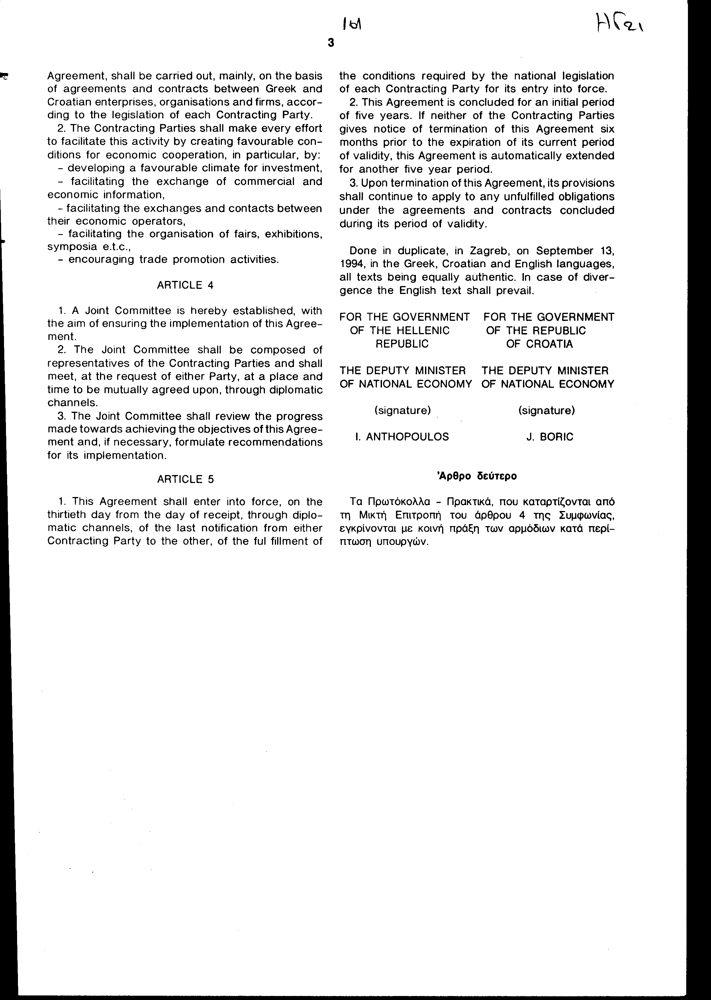 3
Agreement, shall be carried out, mainly, on the basis
of agreements and contracts between Greek and
Croatian enterprises, organisations and firms, accor-
ding to the legislation of each Contracting Party.
2. The Contracting Parties shall make every effort
to facilitate this activity by creating favourable con-
ditions for economic cooperation, in particular, by:
- developing a favourable climate for investment,
- facilitating the exchange of commercial and
economic information,
- facilitating the exchanges and contacts between
their economic operators,
- facilitating the organisation of fairs, exhibitions,
symposia e.t.c.,
- encouraging trade promotion activities.
ARTICLE 4
1. A Joint Committee is hereby established, with
the aim of ensuring the implementation of this Agree-
ment.
2. The Joint Committee shall be composed of
representatives of the Contracting Parties and shall
meet, at the request of either Party, at a place and
time to be mutually agreed upon, through diplomatic
channels.
3. The Joint Committee shall review the progress
made towards achieving the objectives of this Agree-
ment and, if necessary, formulate recommendations
for its implementation.
ARTICLE 5
1. This Agreement shall enter into force, on the
thirtieth day from the day of receipt, through diplo-
matic channels, of the last notification from either
Contracting Party to the other, of the ful fillment of
the conditions required by the national legislation
of each Contracting Party for its entry into force.
2. This Agreement is concluded for an initial period
of five years. If neither of the Contracting Parties
gives notice of termination of this Agreement six
months prior to the expiration of its current period
of validity, this Agreement is automatically extended
for another five year period.
3. Upon termination of this Agreement, its provisions
shall continue to apply to any unfulfilled obligations
under the agreements and contracts concluded
during its period of validity.
Done in duplicate, in Zagreb, on September 13,
1994, in the Greek, Croatian and English languages,
all texts being equally authentic. In case of diver-
gence the English text shall prevail.
FOR THE GOVERNMENT FOR THE GOVERNMENT
OF THE HELLENIC OF THE REPUBLIC
REPUBLIC OF CROATIA
THE DEPUTY MINISTER THE DEPUTY MINISTER
OF NATIONAL ECONOMY OF NATIONAL ECONOMY
(signature) (signature)
I. ANTHOPOULOS J. BORIC
Άρθρο δεύτερο
Τα Πρωτόκολλα - Πρακτικά, που καταρτίζονται από
τη Μικτή Επιτροπή του άρθρου 4 της Συμφωνίας,
εγκρίνονται με κοινή πράξη των αρμόδιων κατά περί-
πτωση υπουργών.